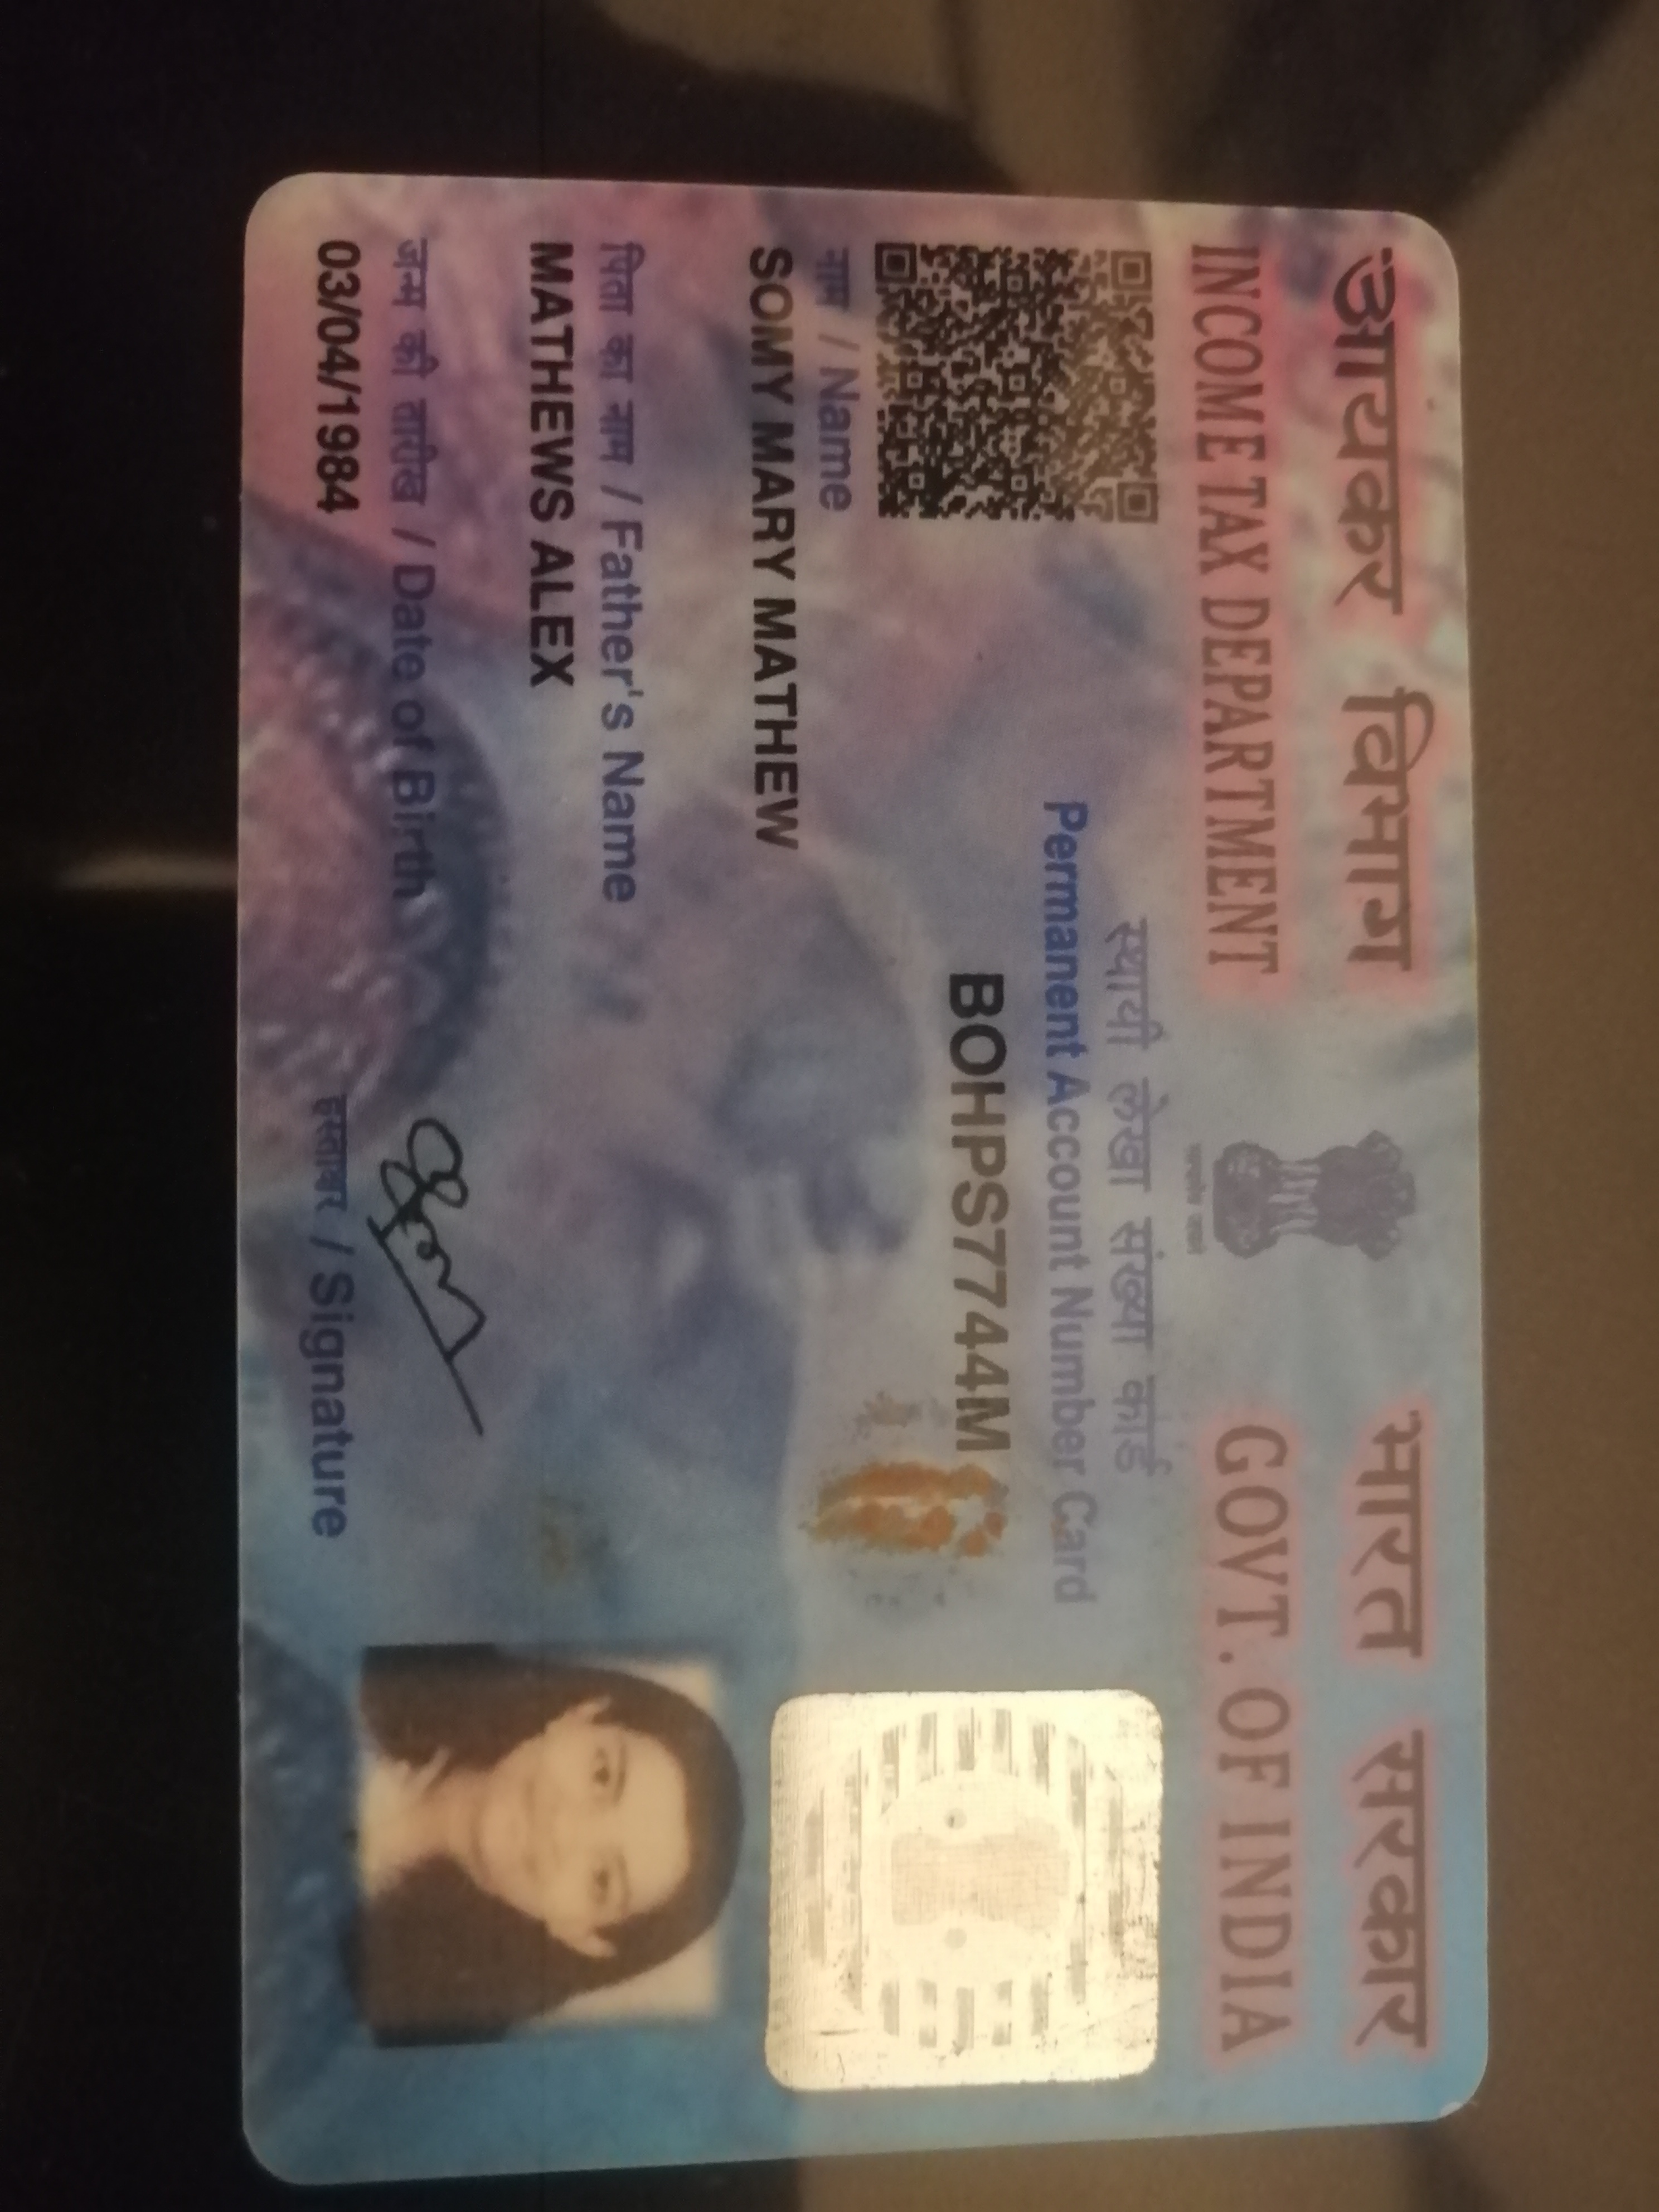 आयकर विभाग
INCOME TAX DEPARTMENT
भारत सरकार
GOVT. OF INDIA
स्थायी लेखा संख्या कार्ड
Permanent Account Number Card
BOHPS7744M
नाम / Name
SOMY MARY MATHEW
पिता का नाम / Father's Name
MATHEWS ALEX
जन्म की तारीख / Date of Birth
03/04/1984
हस्ताक्षर / Signature